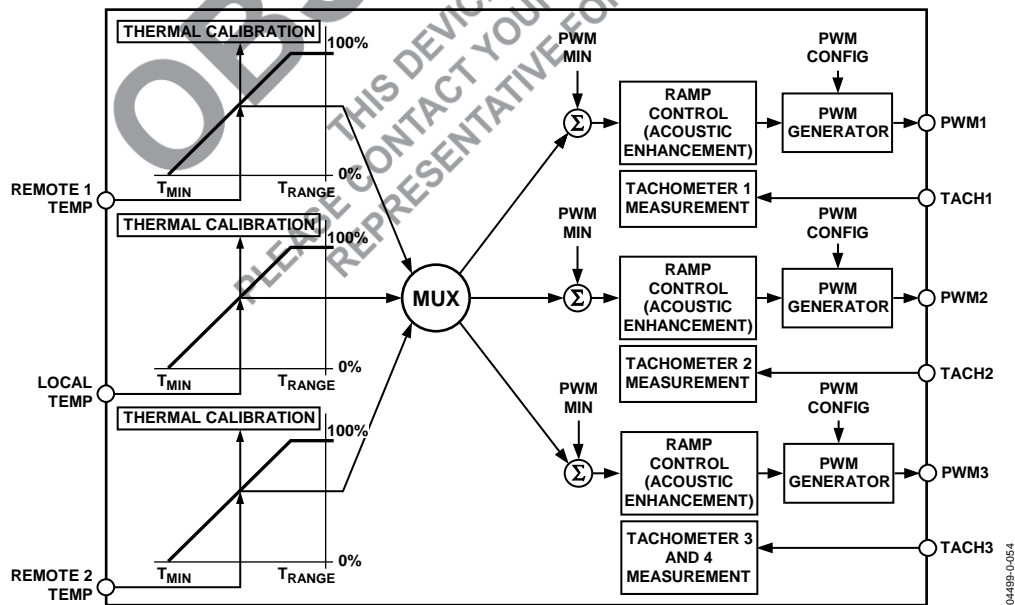 OBS
THIS DEVIC
PLEASE CONTACT YOUR
REPRESENTATIVE FOR
THERMAL CALIBRATION
100%
0%
TMIN
TRANGE
REMOTE 1
TEMP
THERMAL CALIBRATION
100%
0%
TMIN
TRANGE
LOCAL
TEMP
THERMAL CALIBRATION
100%
0%
TMIN
TRANGE
REMOTE 2
TEMP
MUX
PWM
MIN
Σ
RAMP
CONTROL
(ACOUSTIC
ENHANCEMENT)
PWM
CONFIG
PWM
GENERATOR
PWM1
TACHOMETER 1
MEASUREMENT
TACH1
PWM
MIN
Σ
RAMP
CONTROL
(ACOUSTIC
ENHANCEMENT)
PWM
CONFIG
PWM
GENERATOR
PWM2
TACHOMETER 2
MEASUREMENT
TACH2
PWM
MIN
Σ
RAMP
CONTROL
(ACOUSTIC
ENHANCEMENT)
PWM
CONFIG
PWM
GENERATOR
PWM3
TACHOMETER 3
AND 4
MEASUREMENT
TACH3
04499-0-054